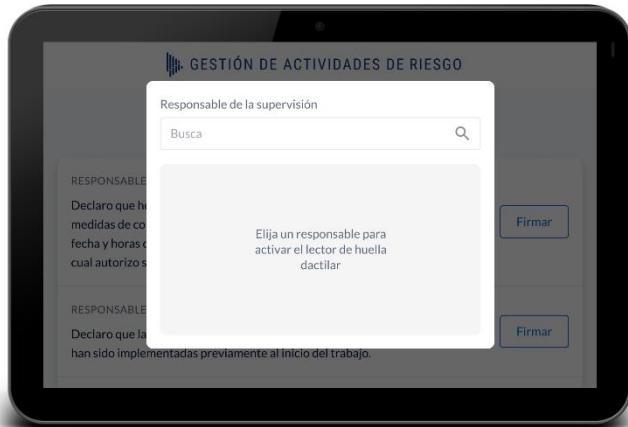 GESTIÓN DE ACTIVIDADES DE RIESGO
Responsable de la supervisión
Busca
Elija un responsable para
activar el lector de huella
dactilar
RESPONSABLE
Declaro que
medidas de co
Firmar
fecha y horas
cual autorizo s
RESPONSABLE
Declaro que la
Firmar
han sido implementadas previamente al inicio del trabajo.